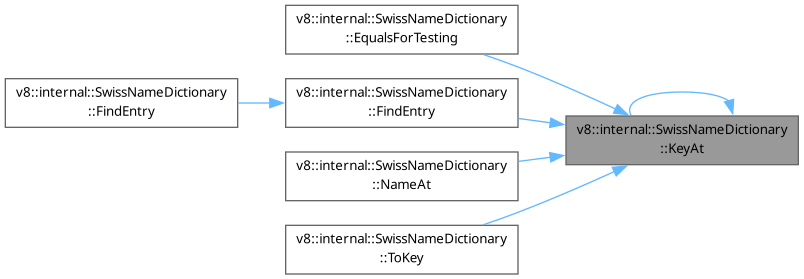 v8::internal::SwissNameDictionary
::EqualsForTesting
v8::internal::SwissNameDictionary
::FindEntry
v8::internal::SwissNameDictionary
::FindEntry
v8::internal::SwissNameDictionary
::KeyAt
v8::internal::SwissNameDictionary
::NameAt
v8::internal::SwissNameDictionary
::ToKey